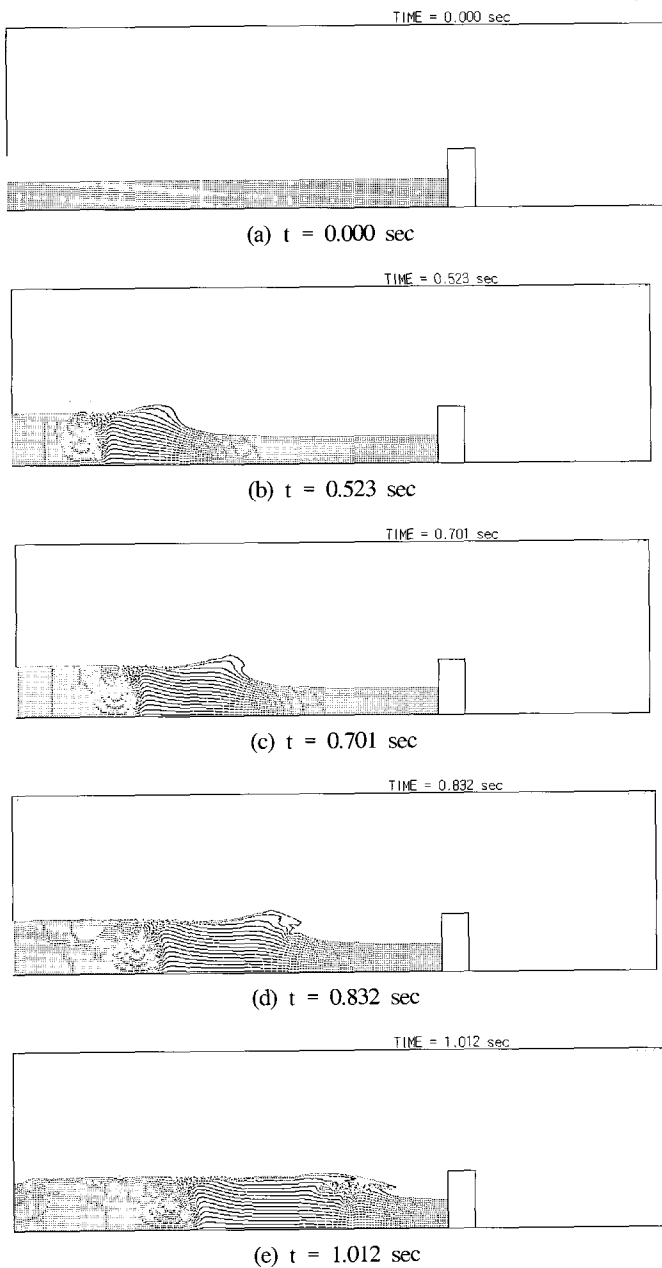 TIME = 0.000 sec
(a) t = 0.000 sec
TIME = 0.523 sec
(b) t = 0.523 sec
TIME = 0.701 sec
(c) t = 0.701 sec
TIME = 0.832 sec
(d) t = 0.832 sec
TIME = 1.012 sec
(e) t = 1.012 sec